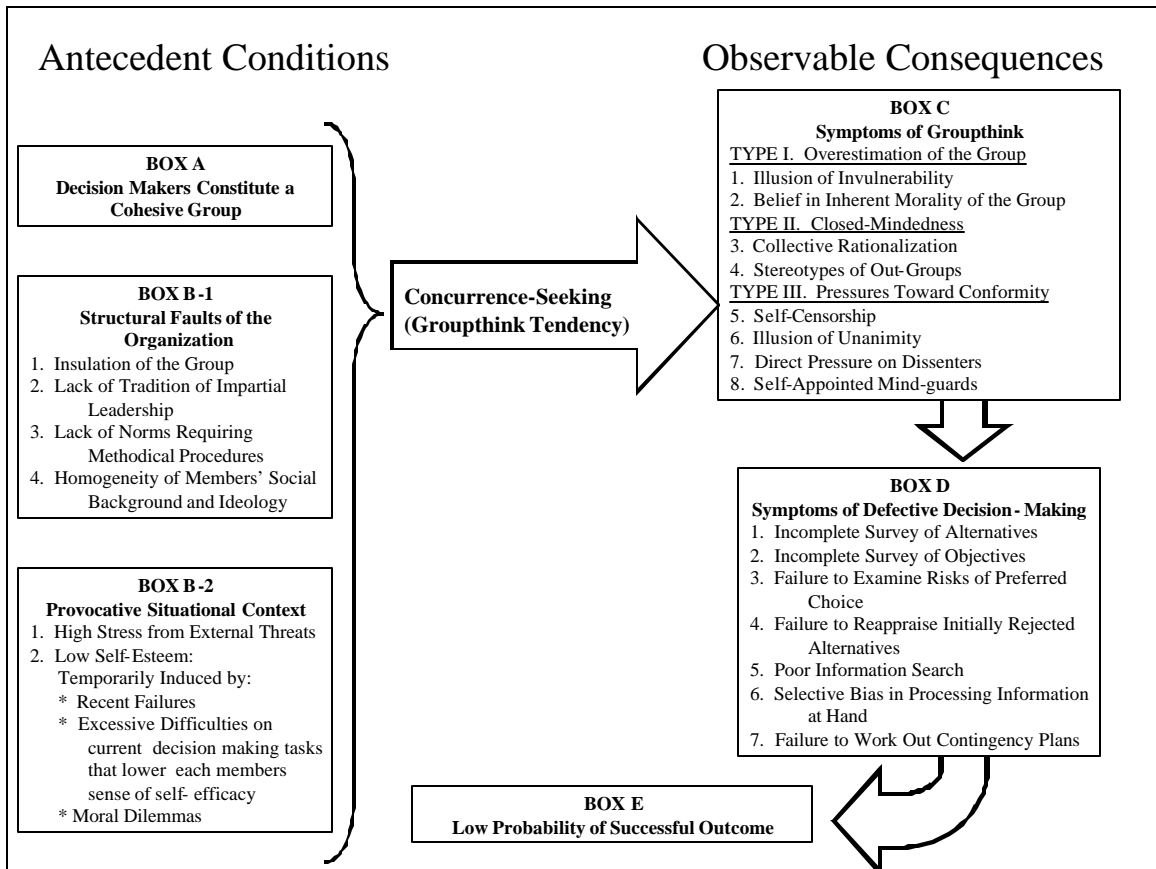 Antecedent Conditions
Observable Consequences
BOX A
Decision Makers Constitute a
Cohesive Group
BOX B-1
Structural Faults of the
Organization
1. Insulation of the Group
2. Lack of Tradition of Impartial
Leadership
3. Lack of Norms Requiring
Methodical Procedures
4. Homogeneity of Members’ Social
Background and Ideology
BOX B-2
Provocative Situational Context
1. High Stress from External Threats
2. Low Self-Esteem:
Temporarily Induced by:
* Recent Failures
* Excessive Difficulties on
current decision making tasks
that lower each members
sense of self- efficacy
* Moral Dilemmas
Concurrence-Seeking
(Groupthink Tendency)
BOX C
Symptoms of Groupthink
TYPE I. Overestimation of the Group
1. Illusion of Invulnerability
2. Belief in Inherent Morality of the Group
TYPE II. Closed-Mindedness
3. Collective Rationalization
4. Stereotypes of Out-Groups
TYPE III. Pressures Toward Conformity
5. Self-Censorship
6. Illusion of Unanimity
7. Direct Pressure on Dissenters
8. Self-Appointed Mind-guards
BOX D
Symptoms of Defective Decision- Making
1. Incomplete Survey of Alternatives
2. Incomplete Survey of Objectives
3. Failure to Examine Risks of Preferred
Choice
4. Failure to Reappraise Initially Rejected
Alternatives
5. Poor Information Search
6. Selective Bias in Processing Information
at Hand
7. Failure to Work Out Contingency Plans
BOX E
Low Probability of Successful Outcome